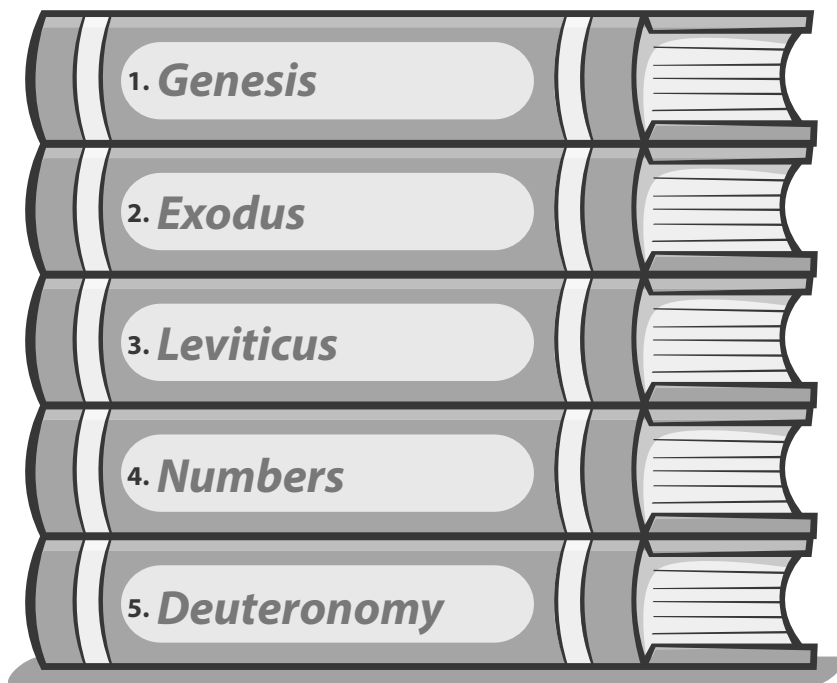 1. Genesis
2. Exodus
3. Leviticus
4. Numbers
5. Deuteronomy